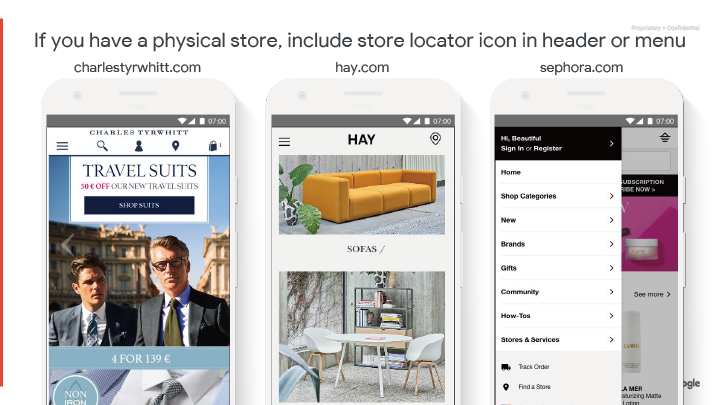 Proprietary + Confidential
If you have a physical store, include store locator icon in header or menu
charlestyrwhitt.com
hay.com
sephora.com
07:00
CHARLES TYRWHITT
1
TRAVEL SUITS
50 € OFF OUR NEW TRAVEL SUITS
SHOP SUITS
4 FOR 139 €
NON
IRON
07:00
HAY
SOFAS /
07:00
Hi, Beautiful
Sign In or Register
Home
Shop Categories
New
Brands
Gifts
Community
How-Tos
Stores & Services
Track Order
Find a Store
SUBSCRIPTION
RIBE NOW >
See more >
LA MER
sturizing Matte
Lotion
ogle